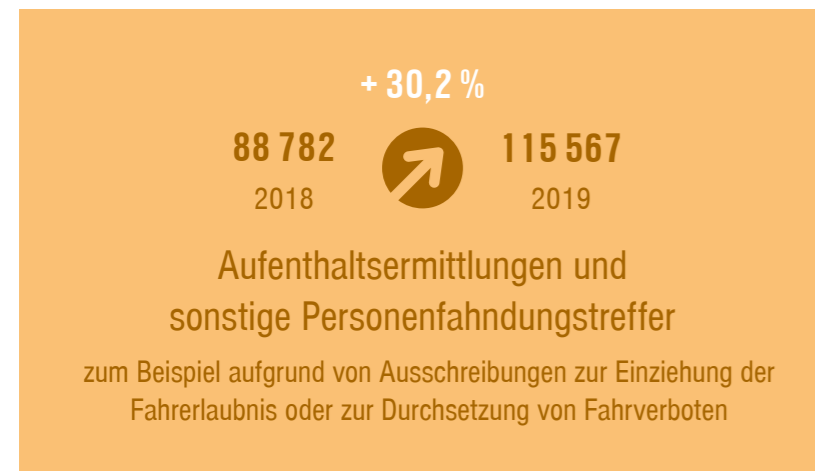 + 30,2 %
88 782 115 567
2018 2019
Aufenthaltsermittlungen und
sonstige Personenfahndungstreffer
zum Beispiel aufgrund von Ausschreibungen zur Einziehung der
Fahrerlaubnis oder zur Durchsetzung von Fahrverboten